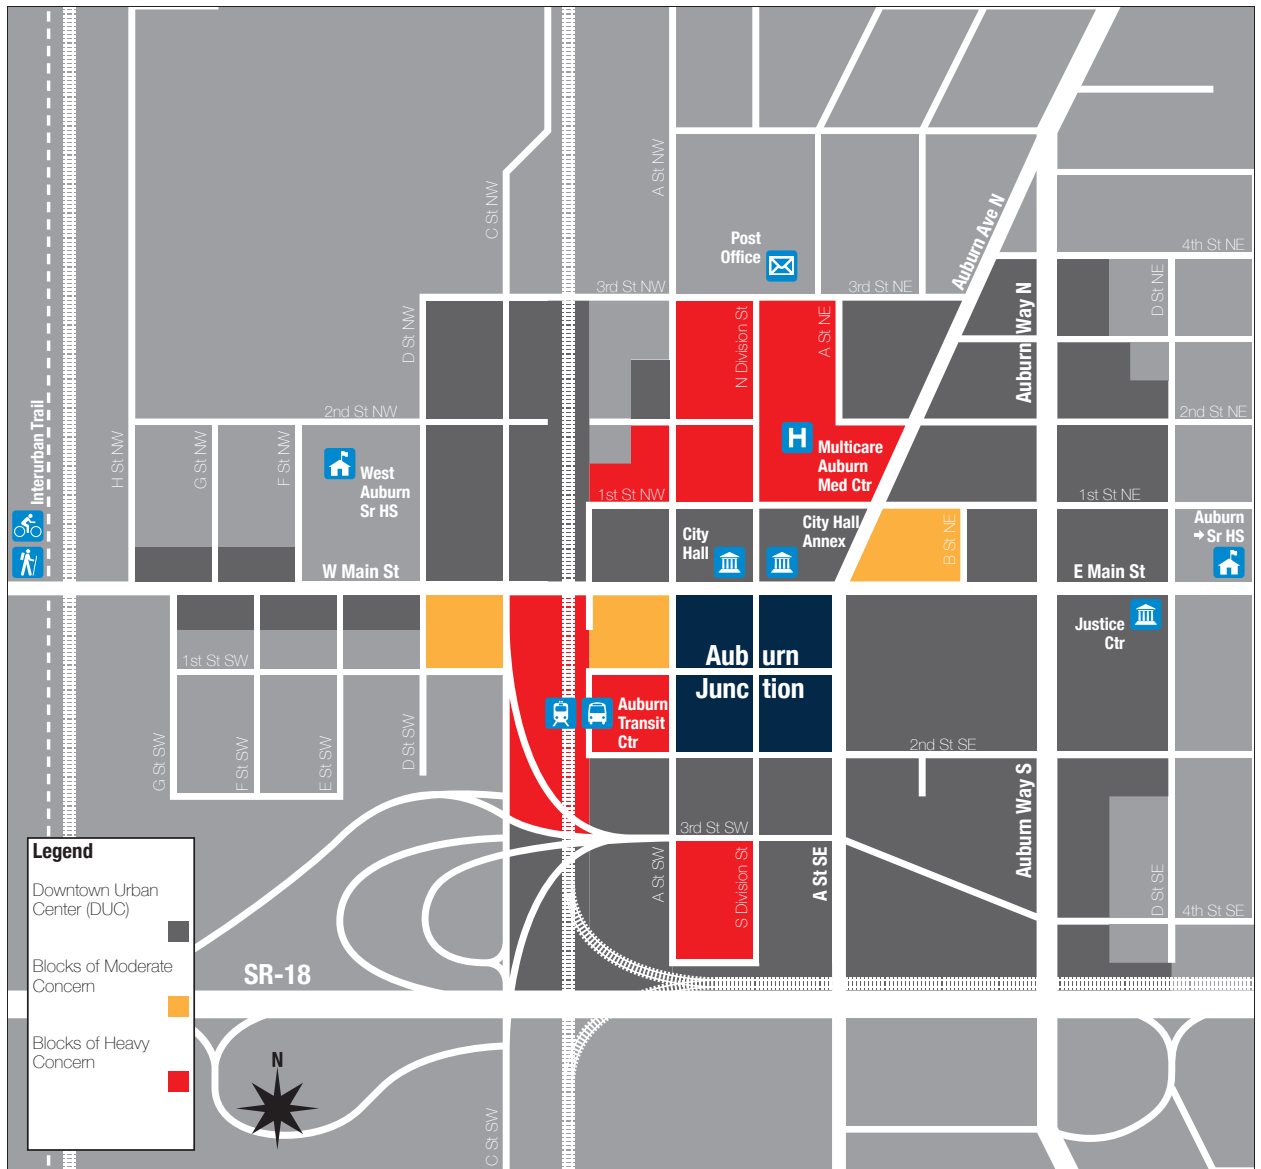 A St NW
C St NW
Auburn Ave N
Post
Office
4th St NE
3rd St NW
3rd St NE
D St NE
D St NW
N Division St
A St NE
Auburn Way N
2nd St NW
2nd St NE
Interurban Trail
H St NW
G St NW
F St NW
West
Auburn
Sr HS
H
Multicare
Auburn
Med Ctr
1st St NW
1st St NE
City
Hall
City Hall
Annex
B St NE
Auburn
Sr HS
W Main St
E Main St
Justice
Ctr
1st St SW
Auburn
Junction
Auburn
Transit
Ctr
G St SW
F St SW
E St SW
D St SW
2nd St SE
Auburn Way S
3rd St SW
A St SW
S Division St
A St SE
D St SE
4th St SE
SR-18
Legend
Downtown Urban
Center (DUC)
Blocks of Moderate
Concern
Blocks of Heavy
Concern
N
C St SW